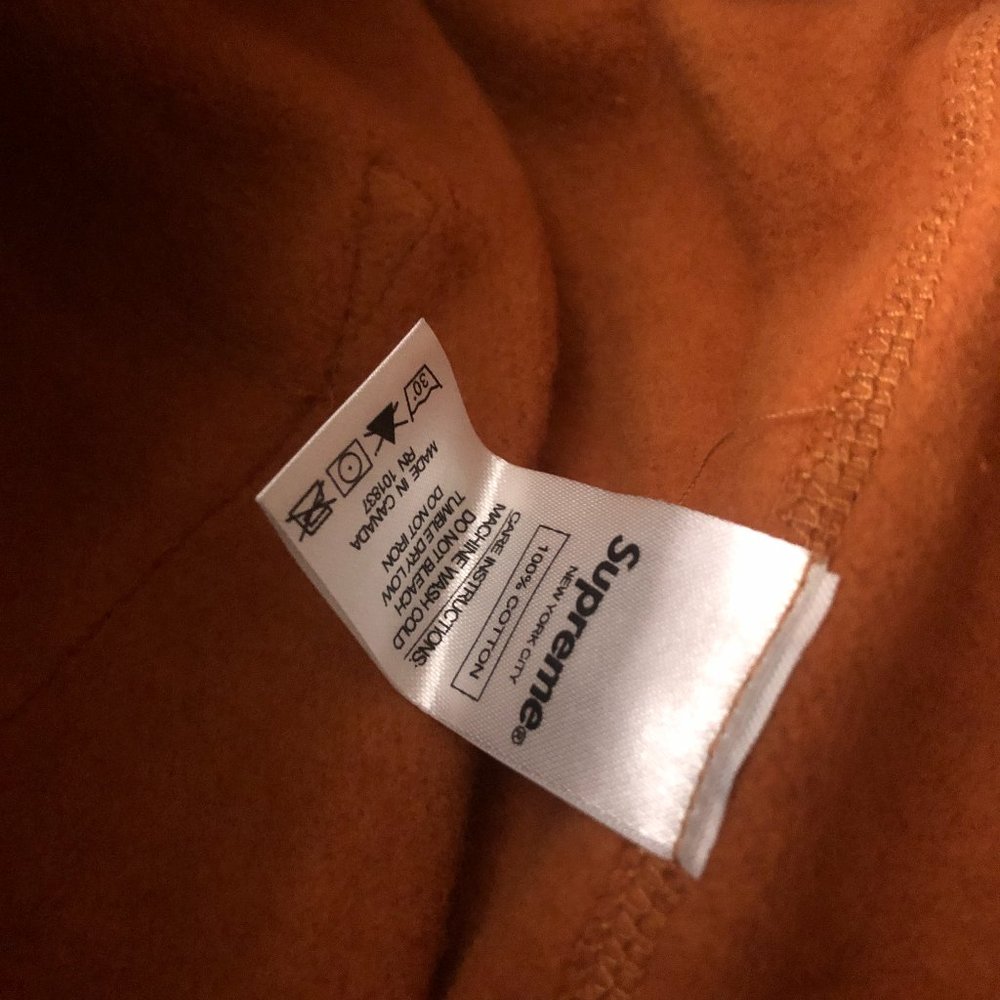 Supreme®
NEW YORK CITY
100% COTTON
CARE INSTRUCTIONS:
MACHINE WASH COLD
DO NOT BLEACH
TUMBLE DRY LOW
DO NOT IRON
RN 101837
MADE IN CANADA
30°